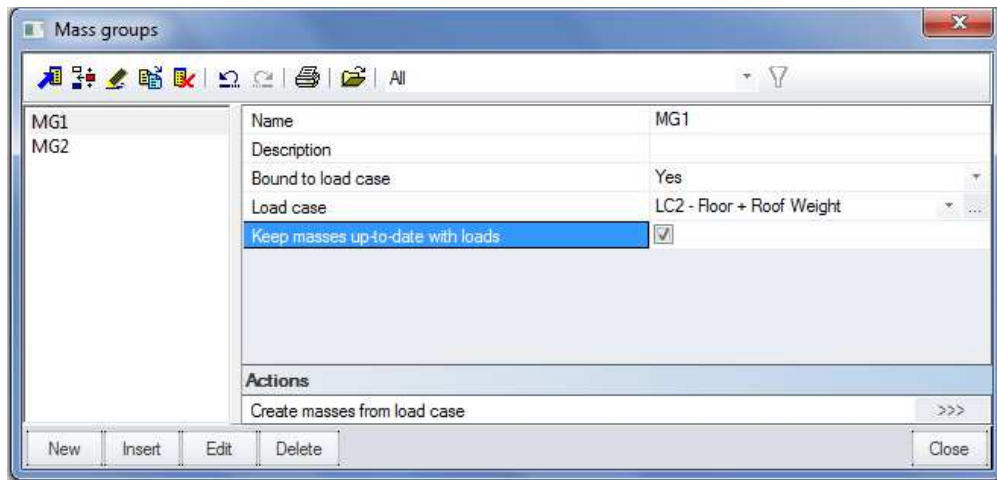 Mass groups
All
MG1
MG2
Name MG1
Description
Bound to load case Yes
Load case LC2 - Floor + Roof Weight ...
Keep masses up-to-date with loads
Actions
Create masses from load case >>>
New Insert Edit Delete Close